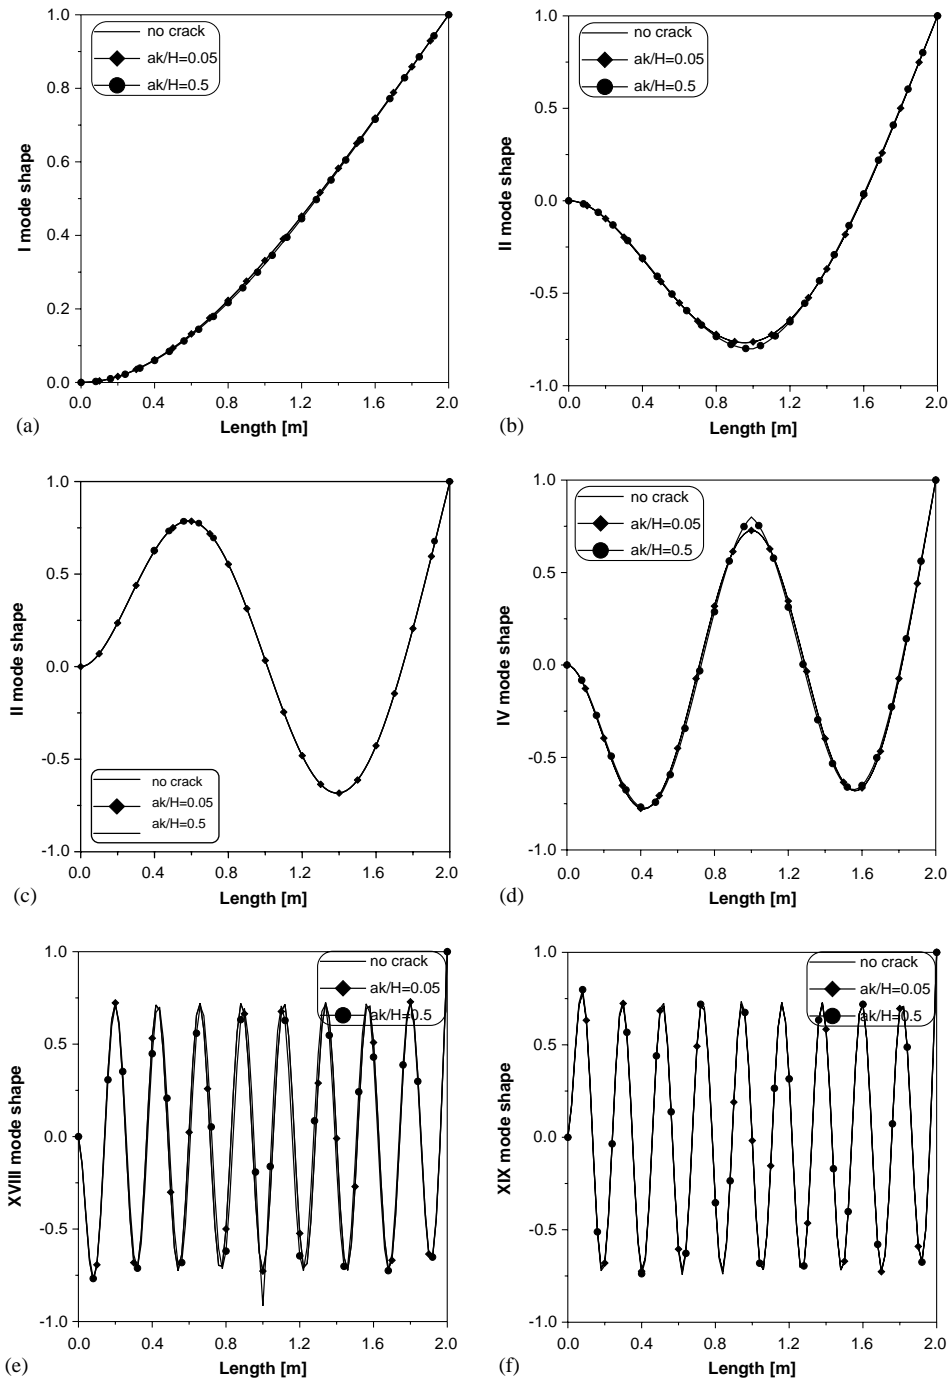 1.0
0.8
0.6
0.4
0.2
0.0
I mode shape
no crack
ak/H=0.05
ak/H=0.5
0.0 0.4 0.8 1.2 1.6 2.0
Length [m]
(a)
1.0
0.5
0.0
-0.5
-1.0
II mode shape
no crack
ak/H=0.05
ak/H=0.5
0.0 0.4 0.8 1.2 1.6 2.0
Length [m]
(b)
1.0
0.5
0.0
-0.5
-1.0
II mode shape
no crack
ak/H=0.05
ak/H=0.5
0.0 0.4 0.8 1.2 1.6 2.0
Length [m]
(c)
1.0
0.5
0.0
-0.5
-1.0
IV mode shape
no crack
ak/H=0.05
ak/H=0.5
0.0 0.4 0.8 1.2 1.6 2.0
Length [m]
(d)
1.0
0.5
0.0
-0.5
-1.0
XVIII mode shape
no crack
ak/H=0.05
ak/H=0.5
0.0 0.4 0.8 1.2 1.6 2.0
Length [m]
(e)
1.0
0.5
0.0
-0.5
-1.0
XIX mode shape
no crack
ak/H=0.05
ak/H=0.5
0.0 0.4 0.8 1.2 1.6 2.0
Length [m]
(f)